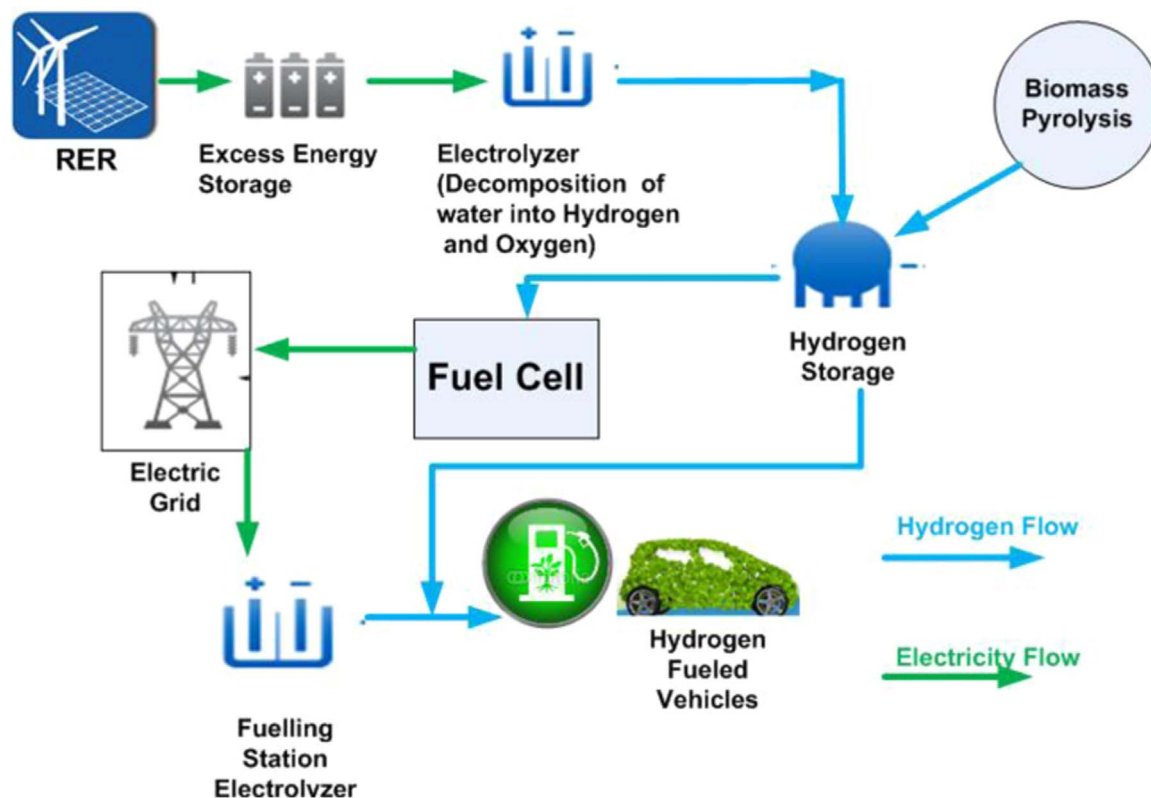 RER
Excess Energy
Storage
Electrolyzer
(Decomposition of
water into Hydrogen
and Oxygen)
Biomass
Pyrolysis
Hydrogen
Storage
Fuel Cell
Electric
Grid
Hydrogen Flow
Electricity Flow
Hydrogen
Fueled
Vehicles
Fuelling
Station
Electrolyzer